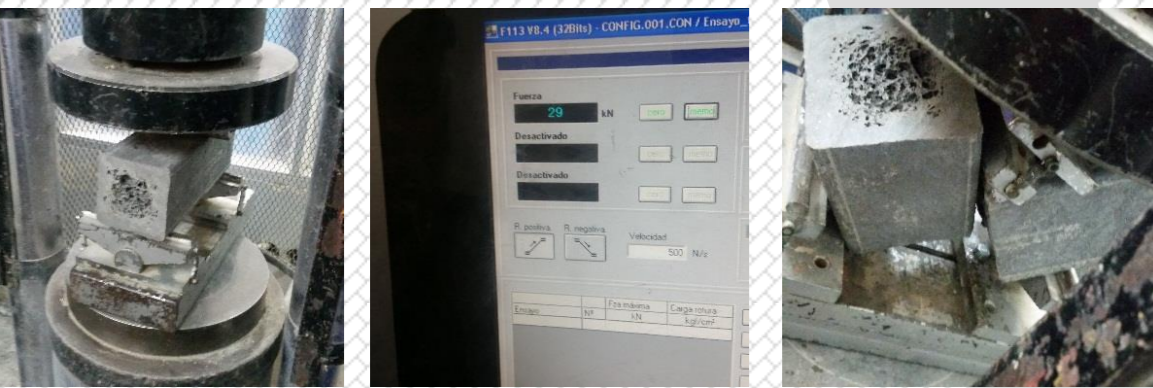 F113 V8.4 (32Bits) - CONFIG.001.CON / Ensayo_
Fuerza
29 kN
Desactivado
Desactivado
R. positiva R. negativa Velocidad
500 N/s
Ensayo Nº Fza máxima Carga rotura
kN kgf/cm²